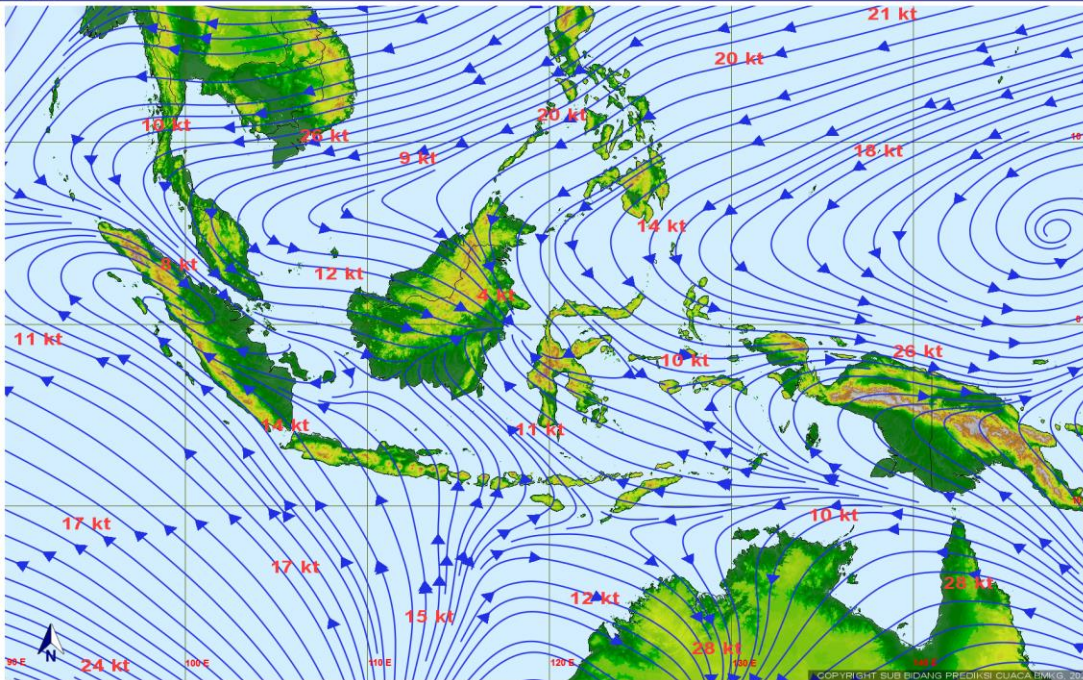 21 kt
20 kt
20 kt
10 kt
26 kt
9 kt
18 kt
14 kt
8 kt
12 kt
4 kt
11 kt
10 kt
26 kt
14 kt
11 kt
17 kt
10 kt
17 kt
12 kt
15 kt
28 kt
28 kt
24 kt
N
90 E
100 E
110 E
120 E
130 E
COPYRIGHT SUB BIDANG PREDIKSI CUACA BMKG,